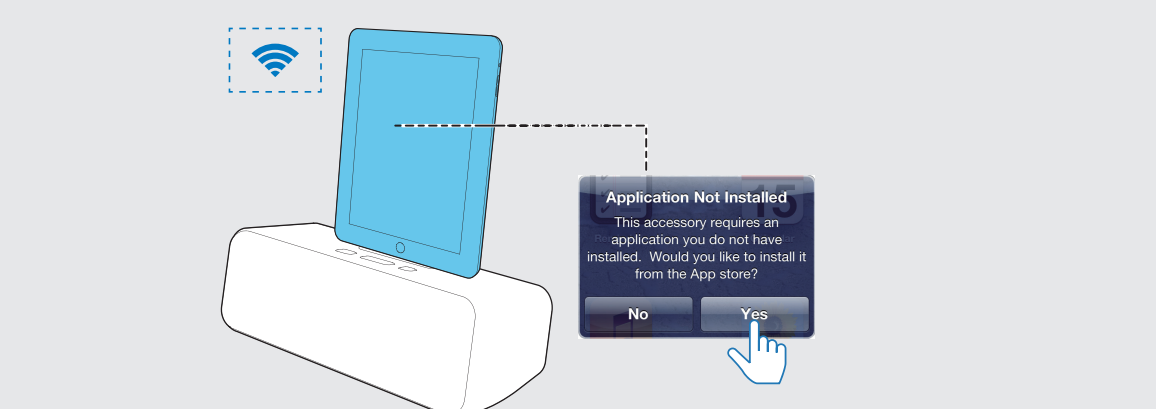 15
Application Not Installed
This accessory requires an
application you do not have
installed.  Would you like to install it
from the App store?
No
Yes